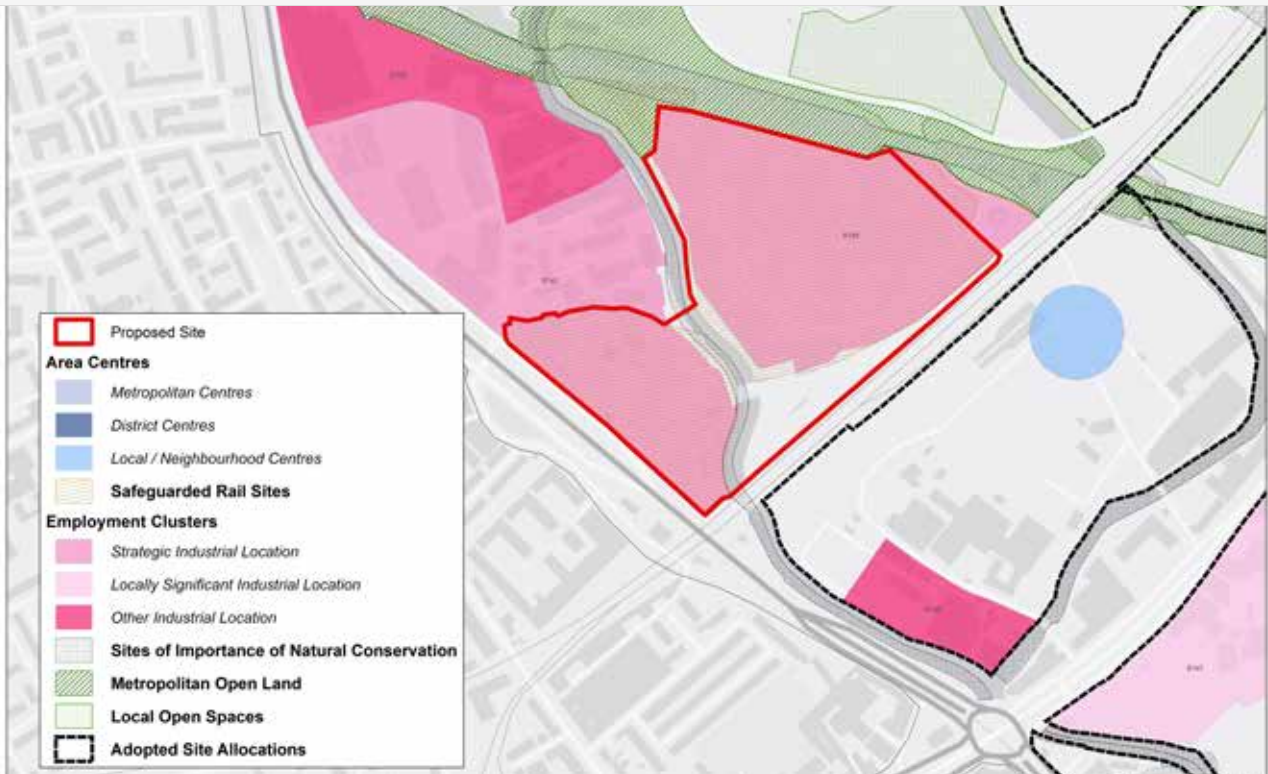 Proposed Site
Area Centres
Metropolitan Centres
District Centres
Local / Neighbourhood Centres
Safeguarded Rail Sites
Employment Clusters
Strategic Industrial Location
Locally Significant Industrial Location
Other Industrial Location
Sites of Importance of Natural Conservation
Metropolitan Open Land
Local Open Spaces
Adopted Site Allocations